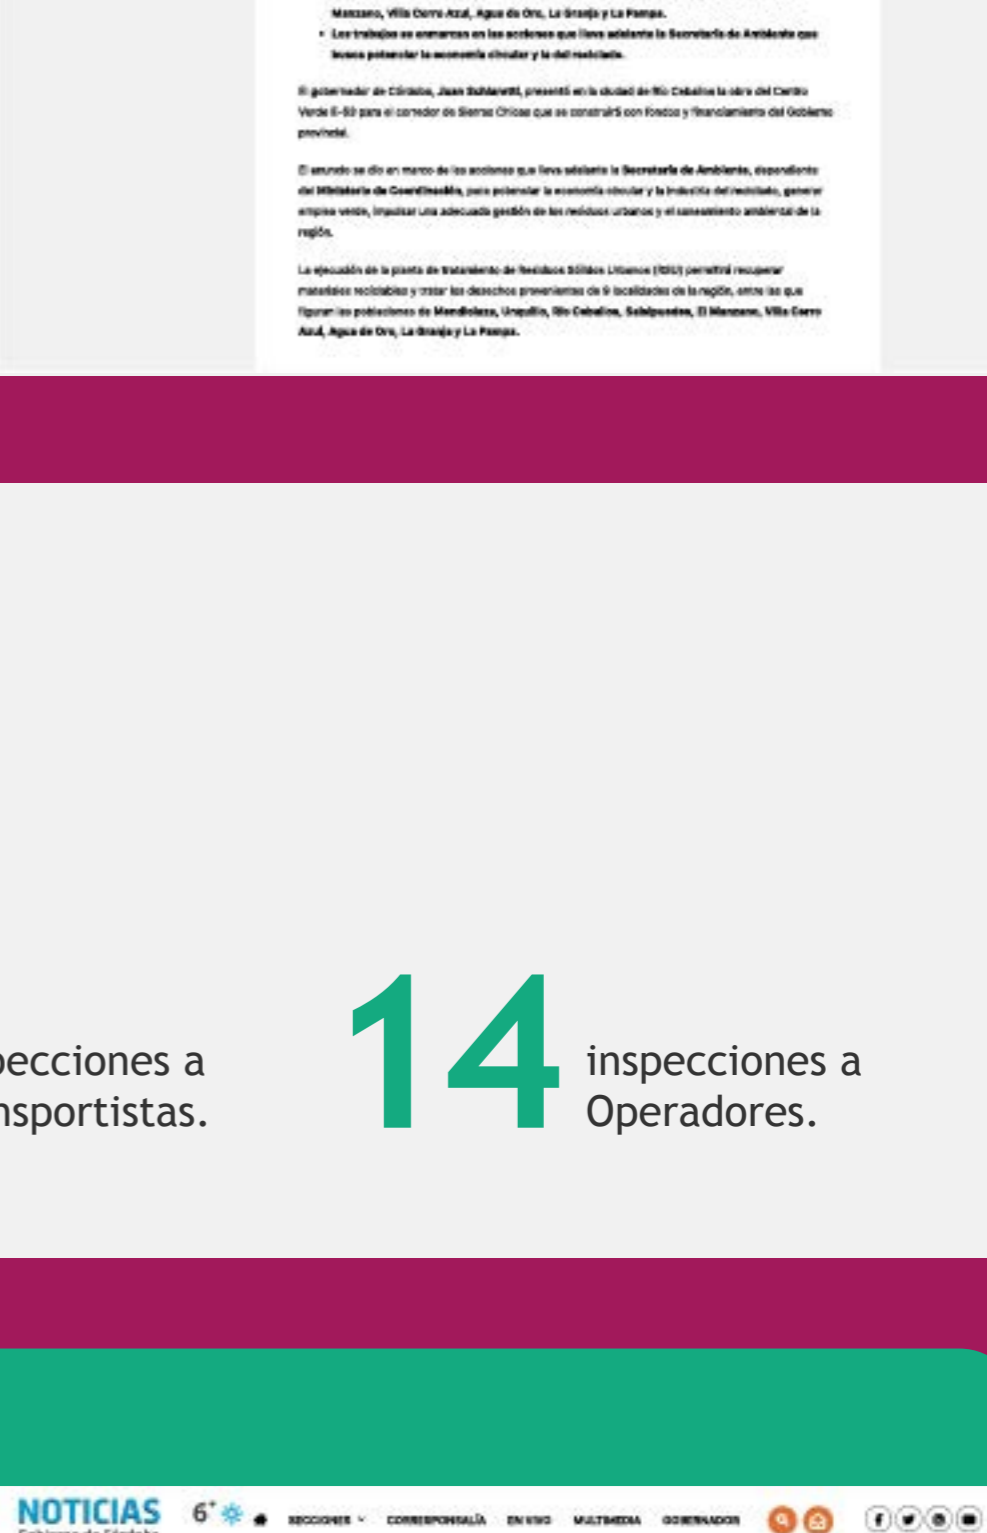 Manzano, Villa Cerro Azul, Agua de Oro, La Granja y La Pampa.
• Los trabajos se enmarcan en las acciones que lleva adelante la Secretaría de Ambiente que
busca potenciar la economía circular y la del reciclado.
El gobernador de Córdoba, Juan Schiaretti, presentó en la ciudad de Río Ceballos la obra del Centro
Verde E-53 para el corredor de Sierras Chicas que se construirá con fondos y financiamiento del Gobierno
provincial.
El anuncio se dio en marco de las acciones que lleva adelante la Secretaría de Ambiente, dependiente
del Ministerio de Coordinación, para potenciar la economía circular y la industria del reciclado, generar
empleo verde, impulsar una adecuada gestión de los residuos urbanos y el saneamiento ambiental de la
región.
La ejecución de la planta de tratamiento de Residuos Sólidos Urbanos (RSU) permitirá recuperar
materiales reciclables y tratar los desechos provenientes de 9 localidades de la región, entre las que
figuran las poblaciones de Mendiolaza, Unquillo, Río Ceballos, Salsipuedes, El Manzano, Villa Cerro
Azul, Agua de Oro, La Granja y La Pampa.
pecciones a
nsportistas.
14
inspecciones a
Operadores.
NOTICIAS
6° SECCIONES CORRESPONSALÍA EN VIVO MULTIMEDIA GOBERNADOR